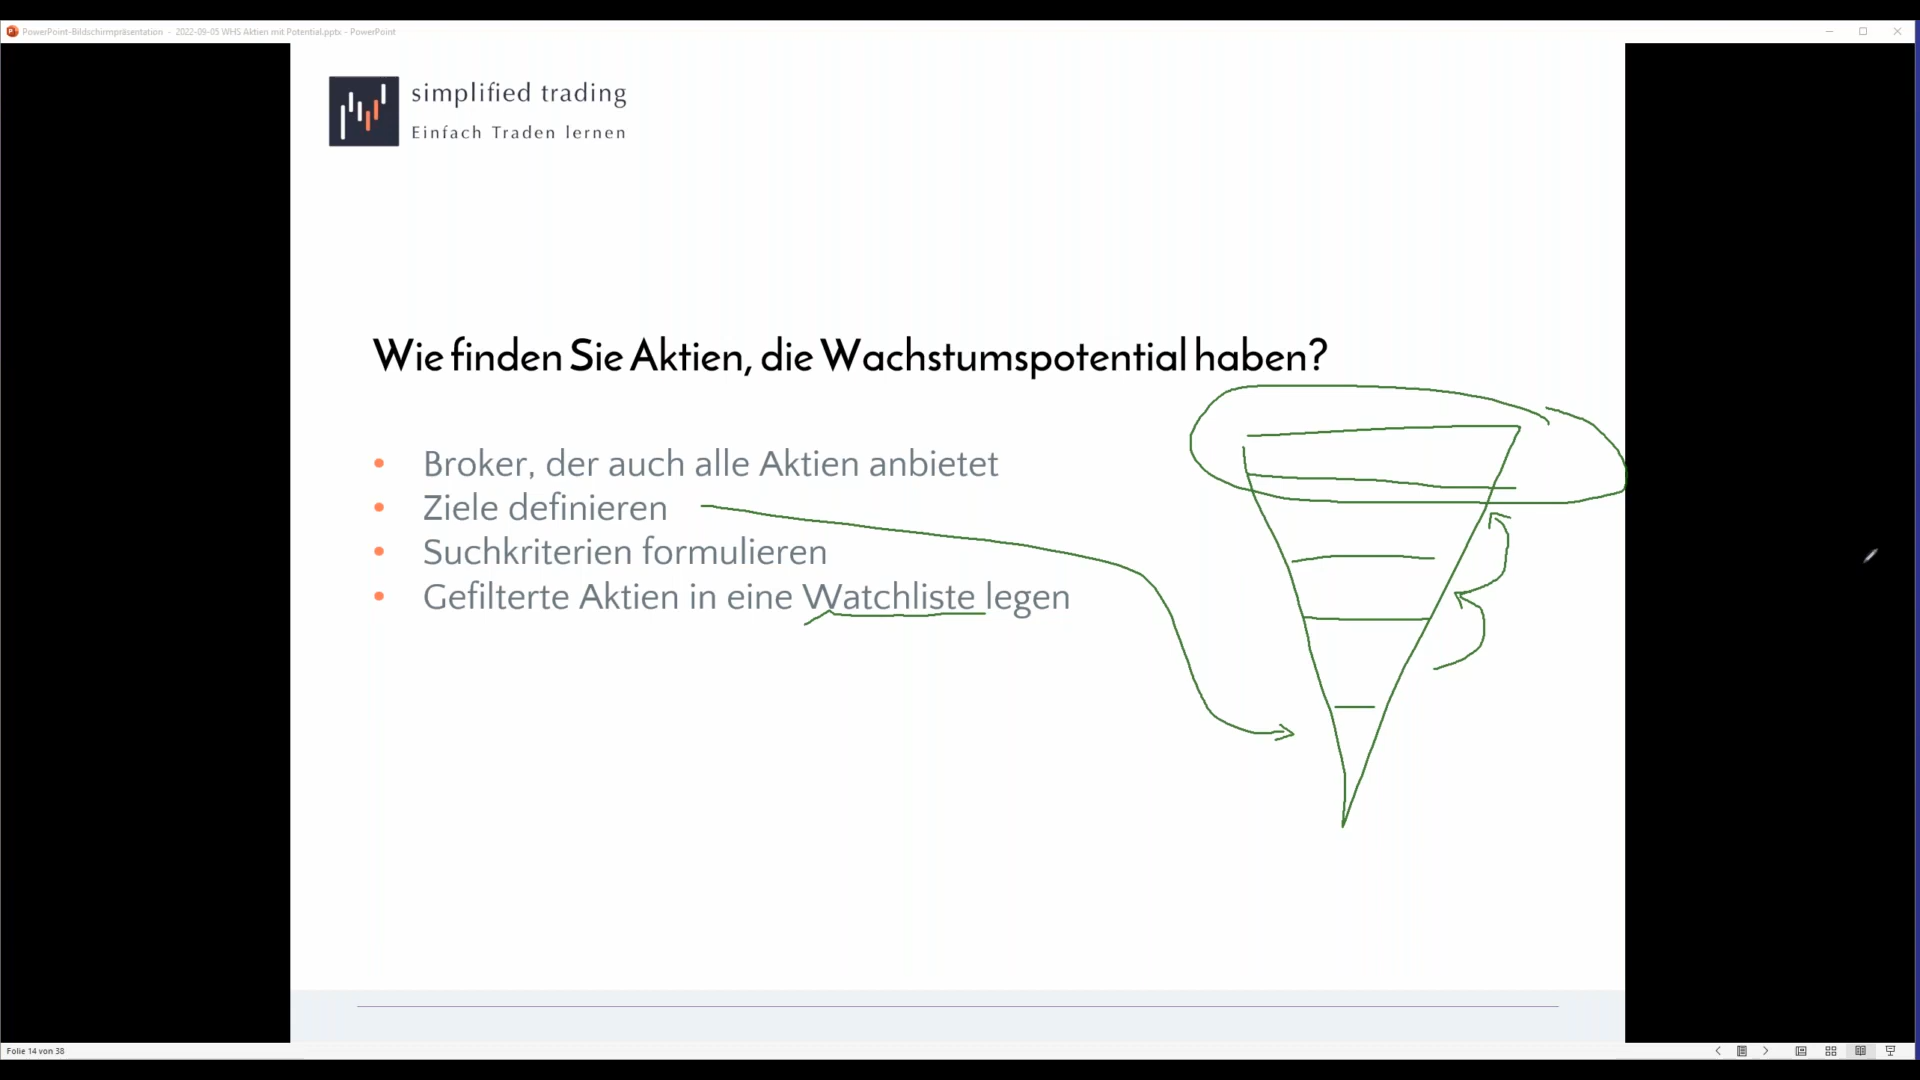 PowerPoint-Bildschirmpräsentation - 2022-09-05 WHS Aktien mit Potential.pptx - PowerPoint
simplified trading
Einfach Traden lernen
Wie finden Sie Aktien, die Wachstumspotential haben?
• Broker, der auch alle Aktien anbietet
• Ziele definieren
• Suchkriterien formulieren
• Gefilterte Aktien in eine Watchliste legen
Folie 14 von 38